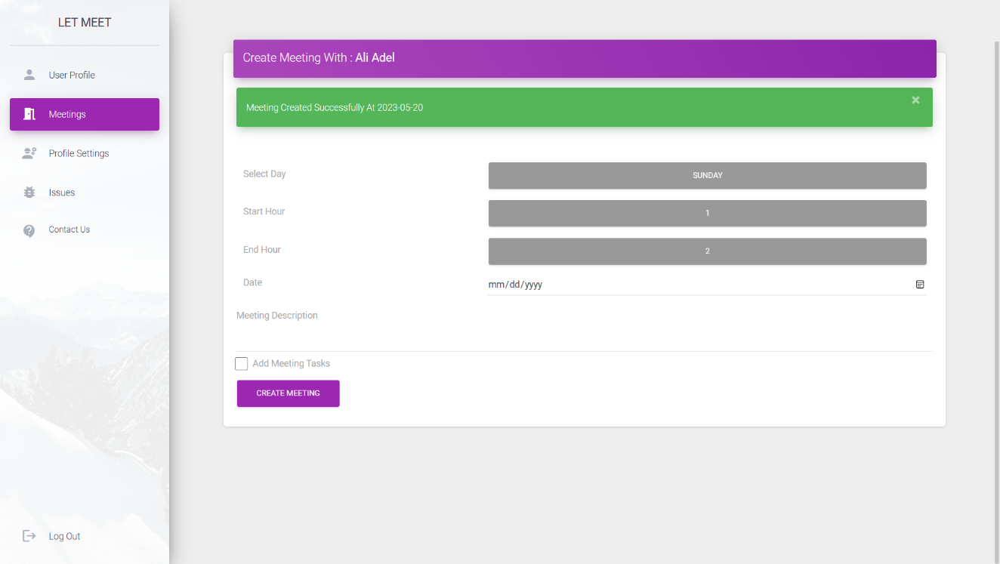 LET MEET
User Profile
Meetings
Profile Settings
Issues
Contact Us
Log Out
Create Meeting With : Ali Adel
Meeting Created Successfully At 2023-05-20
×
Select Day
SUNDAY
Start Hour
1
End Hour
2
Date
mm/dd/yyyy
Meeting Description
Add Meeting Tasks
CREATE MEETING